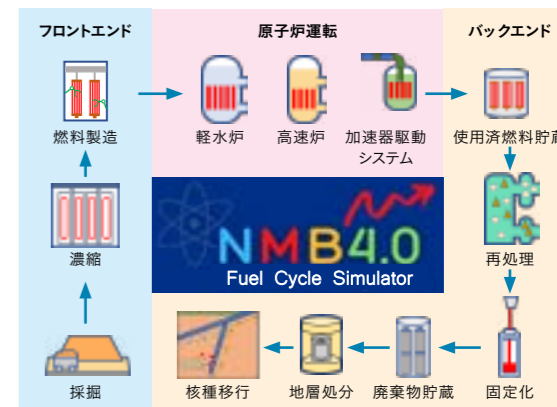 フロントエンド
原子炉運転
バックエンド
燃料製造
軽水炉
高速炉
加速器駆動
システム
使用済燃料貯蔵
濃縮
NMB4.0
Fuel Cycle Simulator
再処理
採掘
核種移行
地層処分
廃棄物貯蔵
固定化